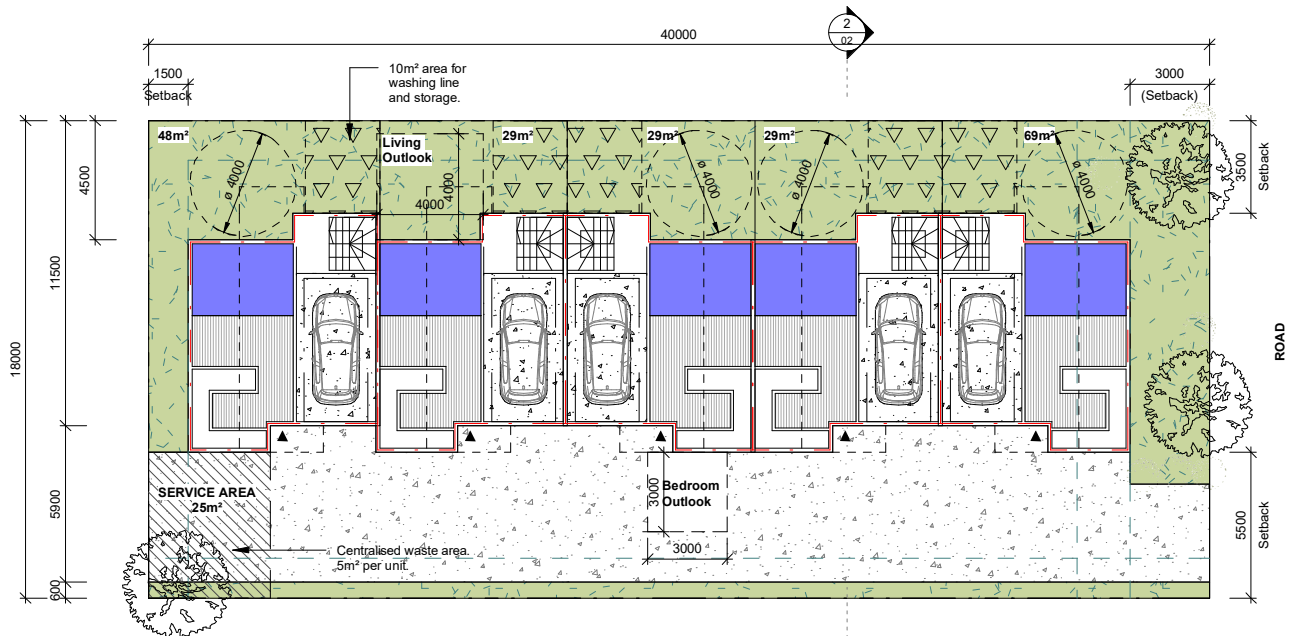 2
02
40000
1500
Setback
10m² area for
washing line
and storage.
3000
(Setback)
48m²
Living
Outlook
29m²
29m²
29m²
69m²
ø 4000
4000
4000
ø 4000
ø 4000
ø 4000
4500
3500
Setback
11500
18000
ROAD
SERVICE AREA
25m²
3000
Bedroom
Outlook
3000
5900
5500
Setback
Centralised waste area.
5m² per unit.
600